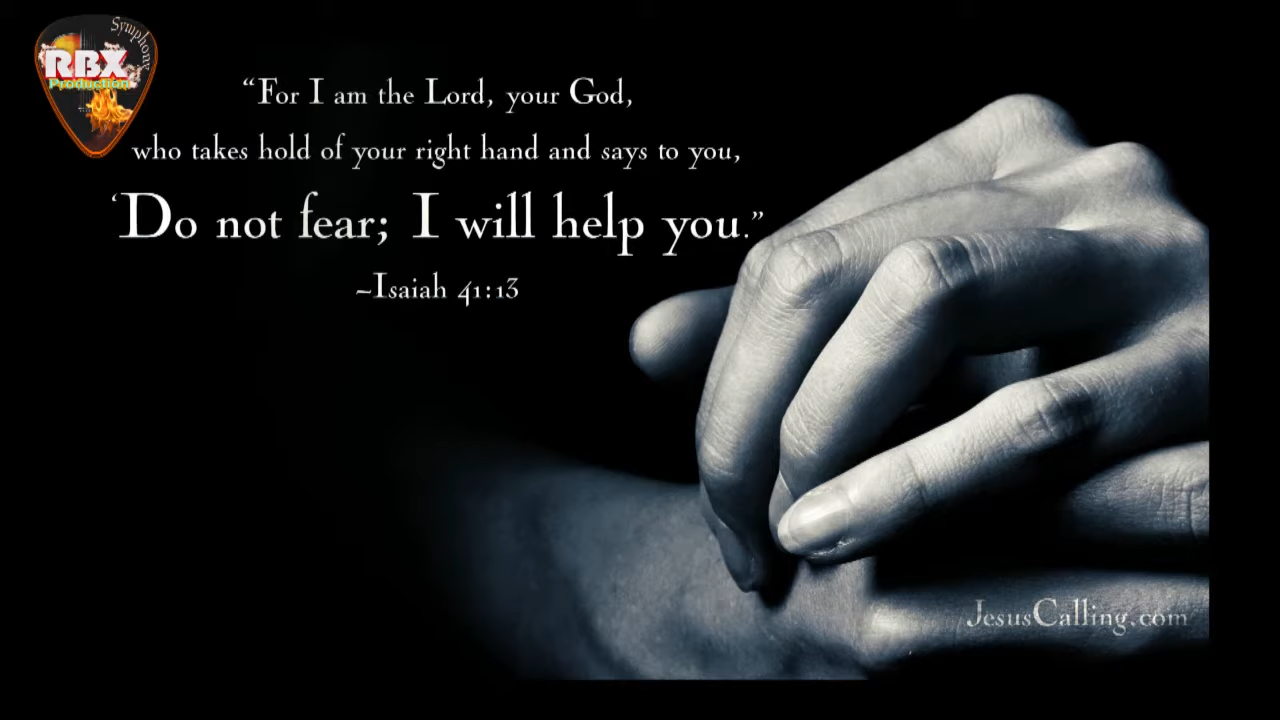 Symphony
RBX
Production
“For I am the Lord, your God,
who takes hold of your right hand and says to you,
‘Do not fear; I will help you.”
–Isaiah 41:13
JesusCalling.com